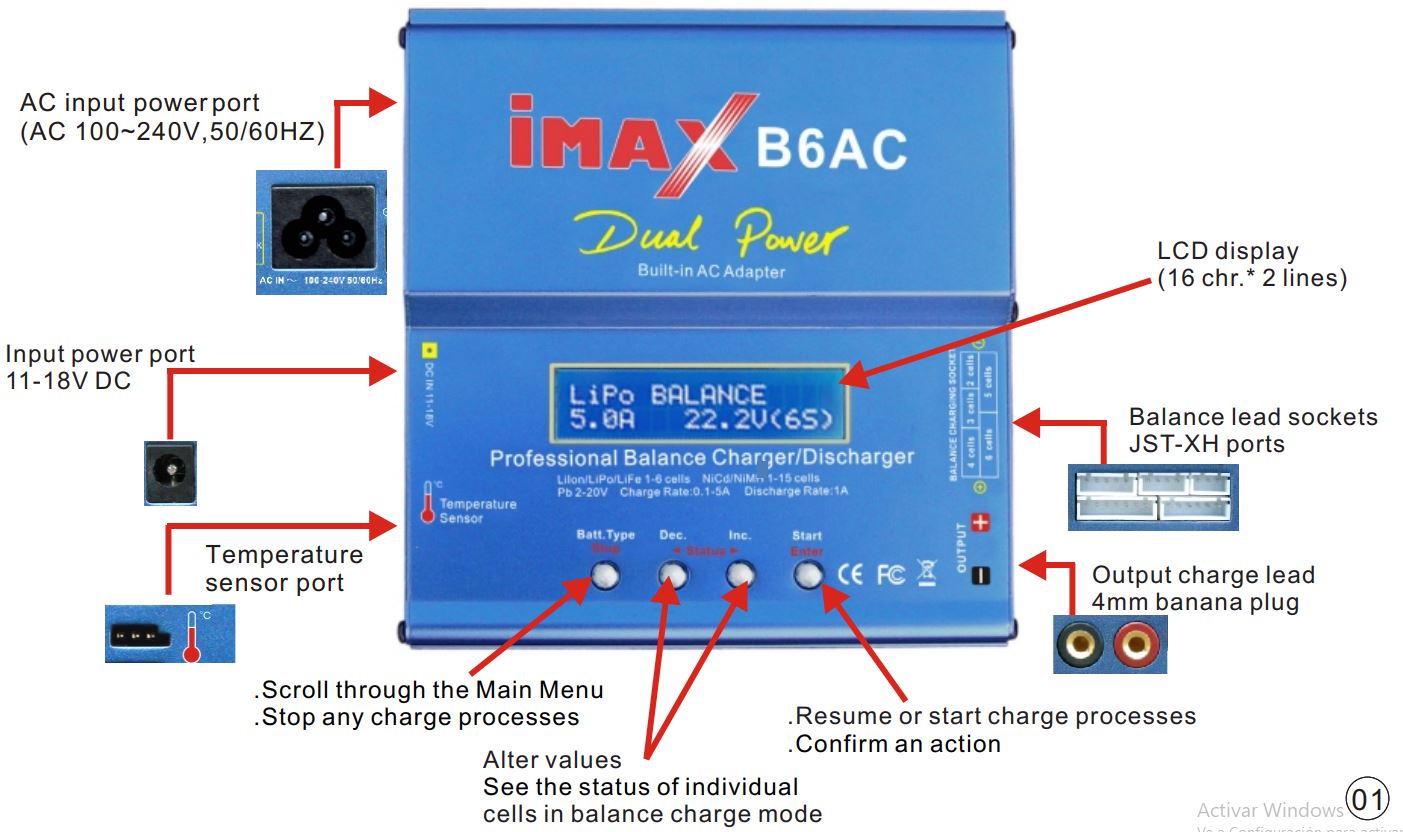 AC input power port
(AC 100~240V,50/60HZ)
AC IN ~ 100-240V 50/60Hz
iMAX B6AC
Dual Power
Built-in AC Adapter
LCD display
(16 chr.* 2 lines)
Input power port
11-18V DC
DC IN 11-18V
LiPo BALANCE
5.0A 22.2V(6S)
Professional Balance Charger/Discharger
LiIon/LiPo/LiFe 1-6 cells NiCd/NiMH 1-15 cells
Pb 2-20V Charge Rate:0.1-5A Discharge Rate:1A
BALANCE CHARGING SOCKET
2 cells
3 cells
4 cells
5 cells
6 cells
Balance lead sockets
JST-XH ports
°C
Temperature
Sensor
Temperature
sensor port
°C
Batt.Type Dec. Inc. Start
Stop ◄ Status ► Enter
CE FC
OUTPUT
+
−
Output charge lead
4mm banana plug
.Scroll through the Main Menu
.Stop any charge processes
Alter values
See the status of individual
cells in balance charge mode
.Resume or start charge processes
.Confirm an action
Activar Windows
01